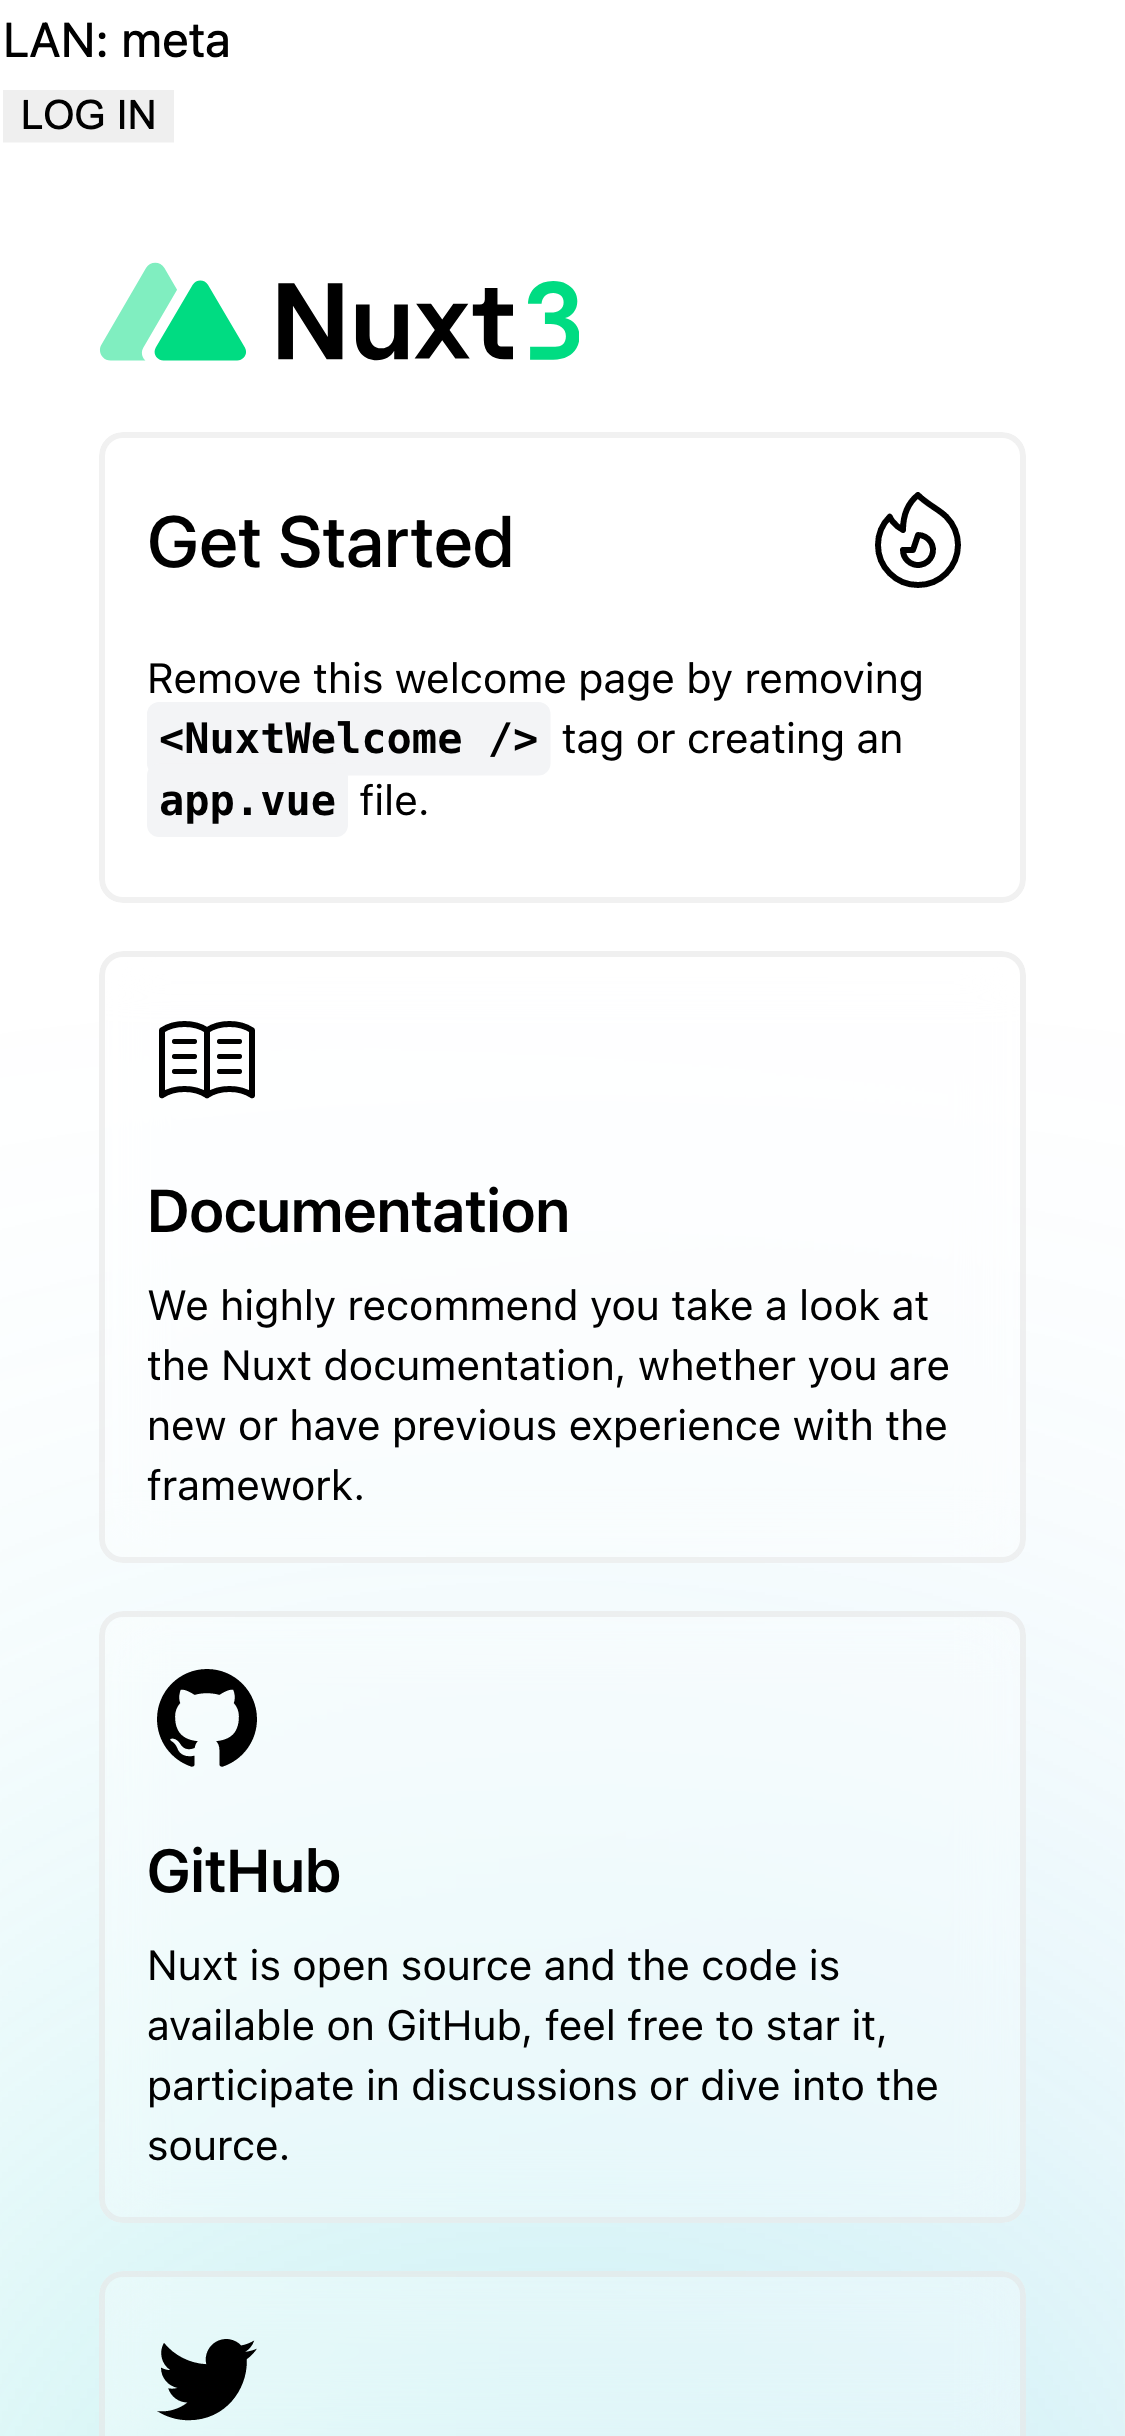 LAN: meta
LOG IN
Nuxt 3
Get Started
Remove this welcome page by removing
<NuxtWelcome /> tag or creating an
app.vue file.
Documentation
We highly recommend you take a look at
the Nuxt documentation, whether you are
new or have previous experience with the
framework.
GitHub
Nuxt is open source and the code is
available on GitHub, feel free to star it,
participate in discussions or dive into the
source.